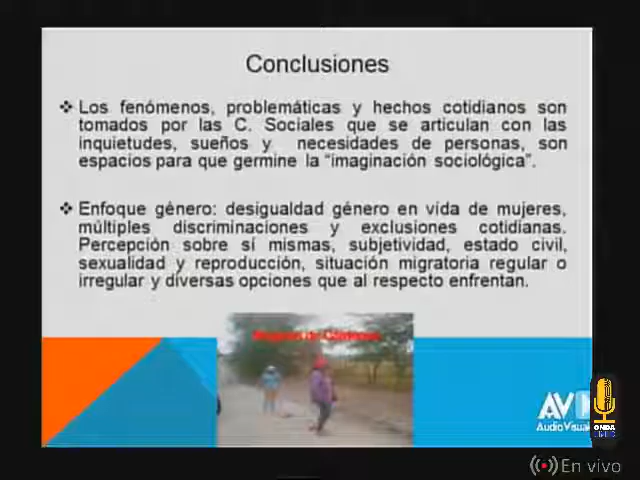 Conclusiones
❖ Los fenómenos, problemáticas y hechos cotidianos son
tomados por las C. Sociales que se articulan con las
inquietudes, sueños y necesidades de personas, son
espacios para que germine la “imaginación sociológica”.
❖ Enfoque género: desigualdad género en vida de mujeres,
múltiples discriminaciones y exclusiones cotidianas.
Percepción sobre sí mismas, subjetividad, estado civil,
sexualidad y reproducción, situación migratoria regular o
irregular y diversas opciones que al respecto enfrentan.
de
AV
AudioVisual
ONDA
En vivo